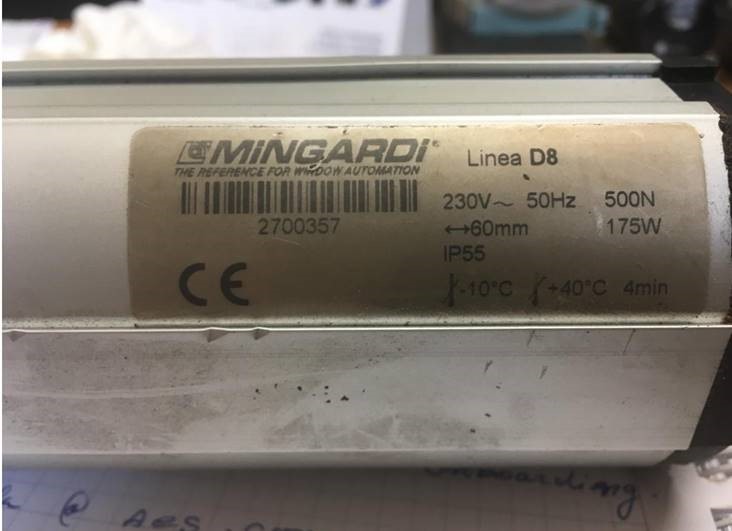 MiNGARDi
THE REFERENCE FOR WINDOW AUTOMATION
2700357
CE
Linea D8
230V~ 50Hz 500N
↔60mm 175W
IP55
-10°C +40°C 4min
@ AES